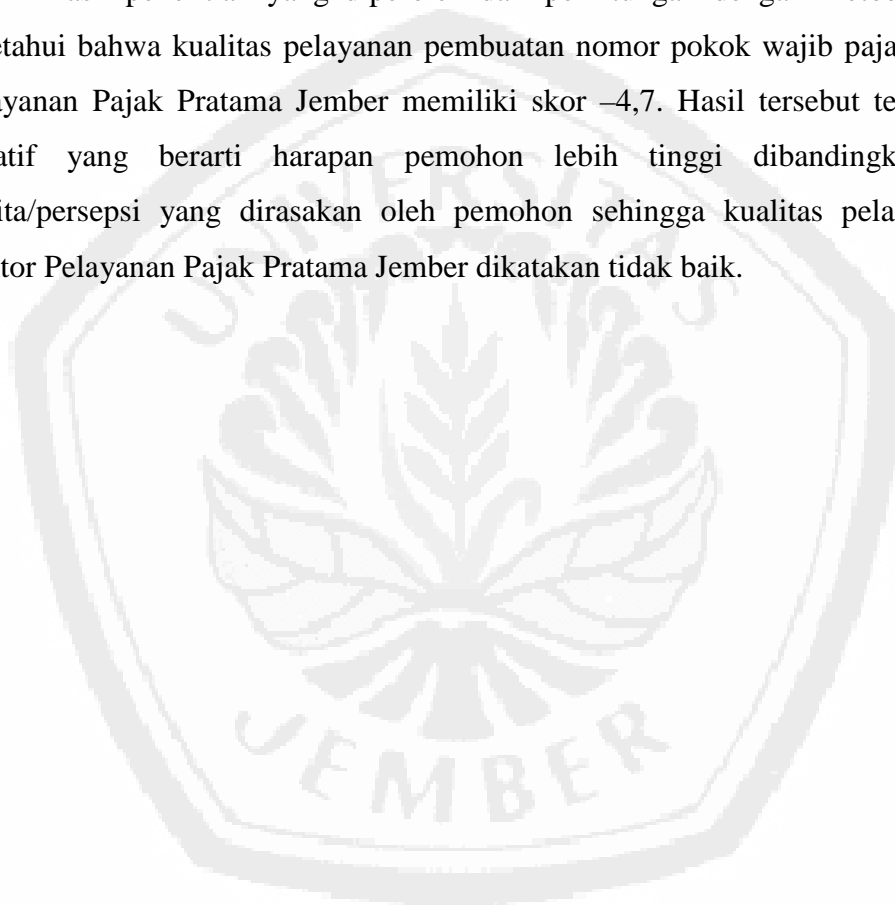 etahui bahwa kualitas pelayanan pembuatan nomor pokok wajib paja
ayanan Pajak Pratama Jember memiliki skor –4,7. Hasil tersebut te
atif yang berarti harapan pemohon lebih tinggi dibandingk
ita/persepsi yang dirasakan oleh pemohon sehingga kualitas pela
tor Pelayanan Pajak Pratama Jember dikatakan tidak baik.
UNIVERSITAS
JEMBER